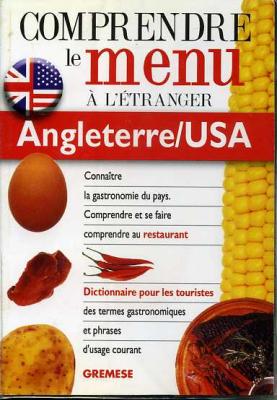 COMPRENDRE
le menu
À L'ÉTRANGER
Angleterre/USA
Connaître
la gastronomie du pays.
Comprendre et se faire
comprendre au restaurant
Dictionnaire pour les touristes
des termes gastronomiques
et phrases
d'usage courant
GREMESE